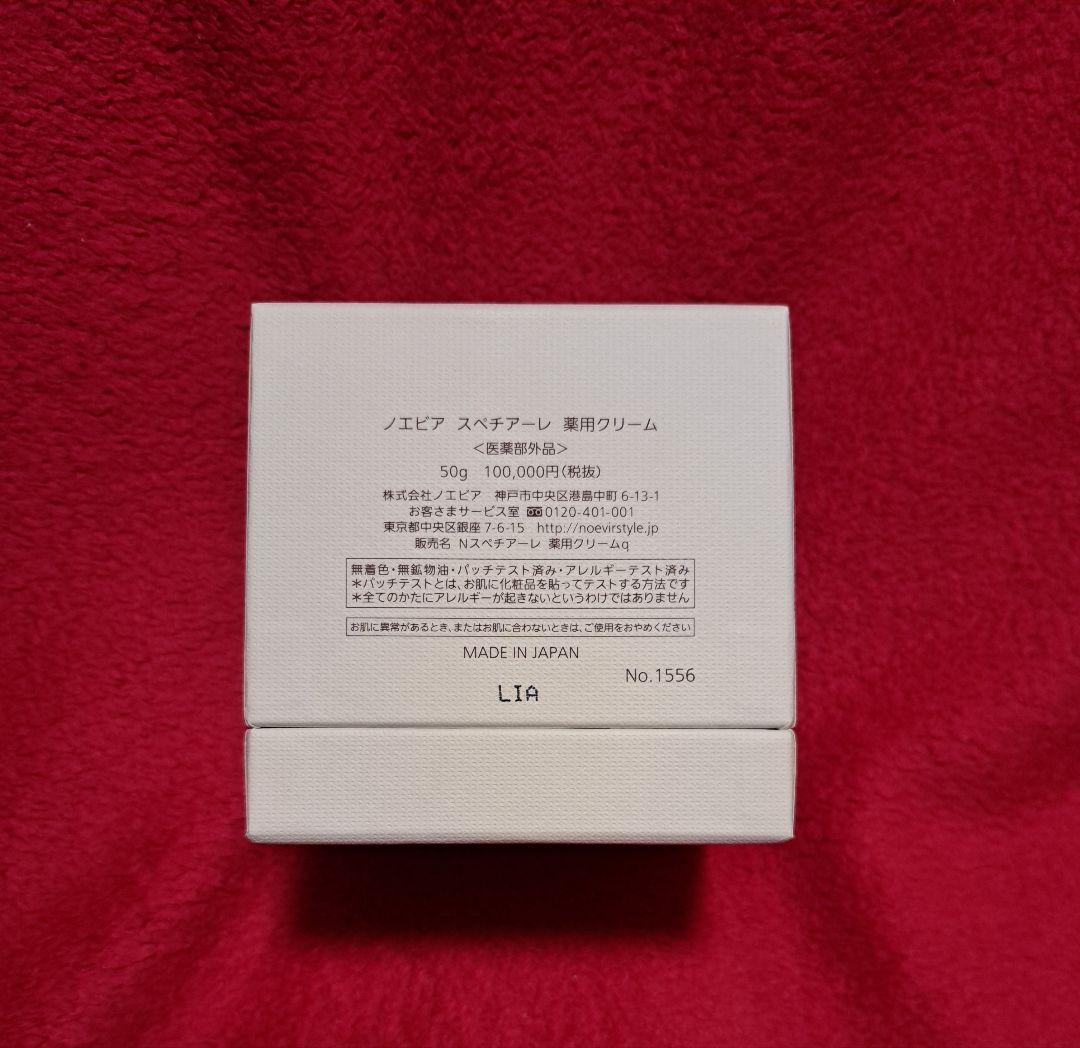 ノエビア スペチアーレ 薬用クリーム
<医薬部外品>
50g 100,000円(税抜)
株式会社ノエビア 神戸市中央区港島中町 6-13-1
お客さまサービス室 0120-401-001
東京都中央区銀座 7-6-15 http://noevirstyle.jp
販売名 Nスペチアーレ 薬用クリームq
無着色・無鉱物油・パッチテスト済み・アレルギーテスト済み
*パッチテストとは、お肌に化粧品を貼ってテストする方法です
*全てのかたにアレルギーが起きないというわけではありません
お肌に異常があるとき、またはお肌に合わないときは、ご使用をおやめください
MADE IN JAPAN
No.1556
LIA